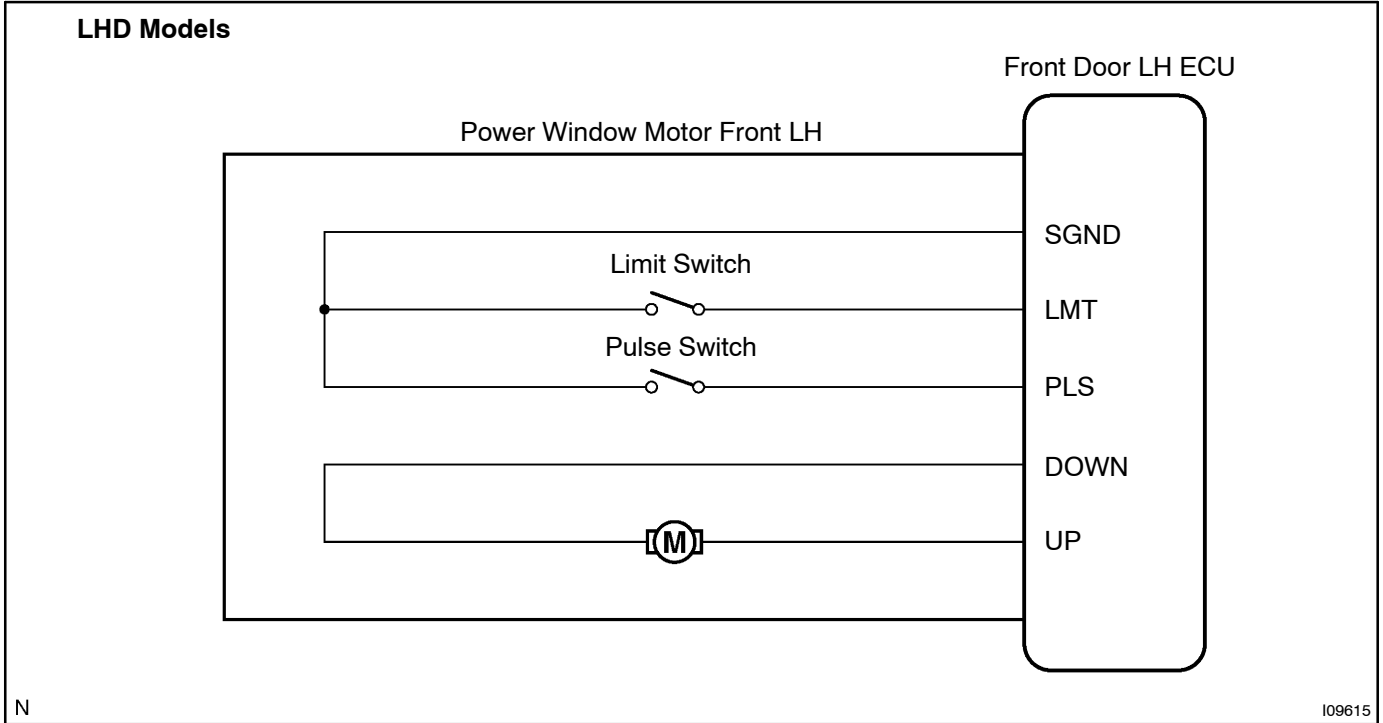 LHD Models
Front Door LH ECU
Power Window Motor Front LH
SGND
Limit Switch
LMT
Pulse Switch
PLS
DOWN
M
UP
N
I09615